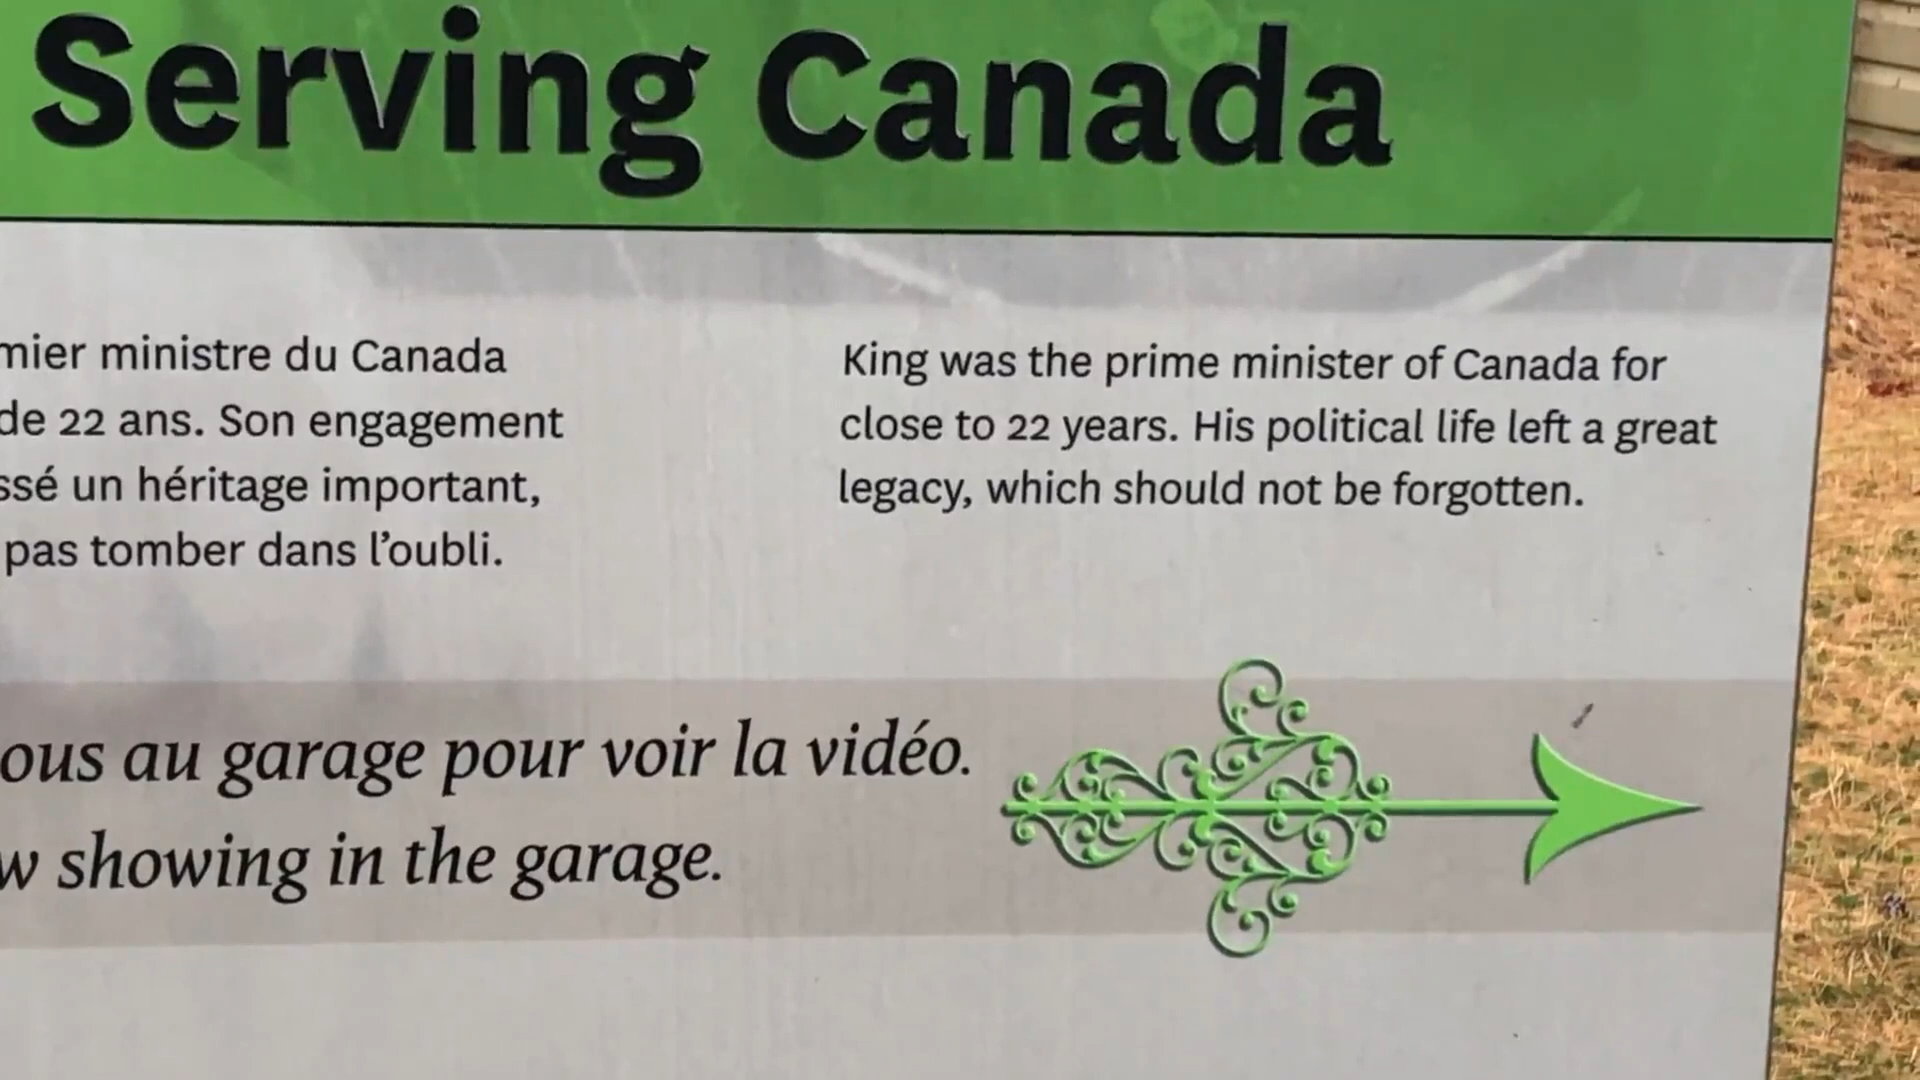 Serving Canada
mier ministre du Canada
de 22 ans. Son engagement
ssé un héritage important,
pas tomber dans l'oubli.
King was the prime minister of Canada for
close to 22 years. His political life left a great
legacy, which should not be forgotten.
ous au garage pour voir la vidéo.
w showing in the garage.